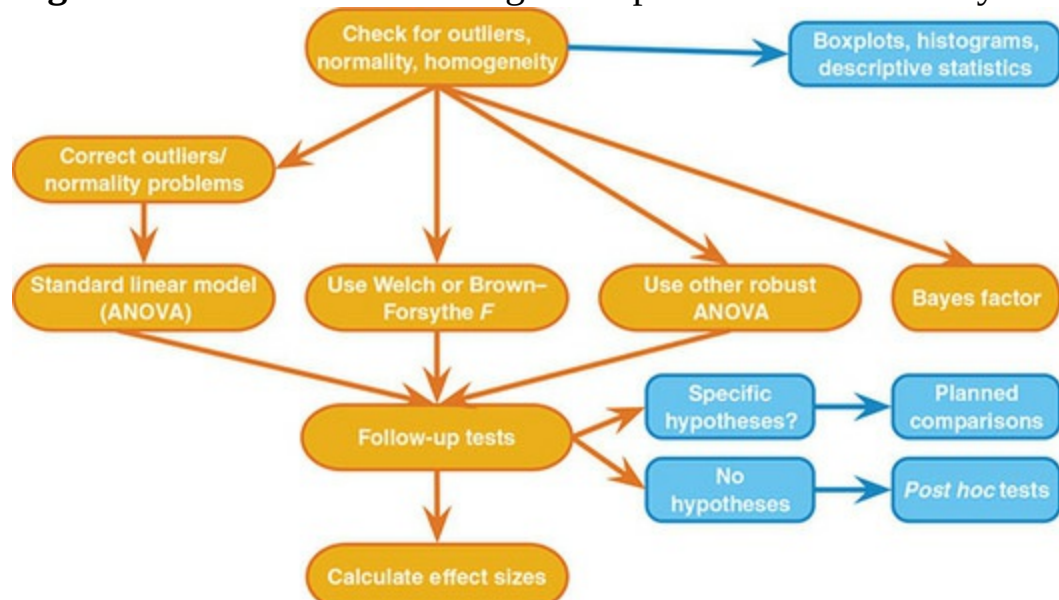 Check for outliers,
normality, homogeneity
Boxplots, histograms,
descriptive statistics
Correct outliers/
normality problems
Standard linear model
(ANOVA)
Use Welch or Brown–
Forsythe F
Use other robust
ANOVA
Bayes factor
Follow-up tests
Specific
hypotheses?
Planned
comparisons
No
hypotheses
Post hoc tests
Calculate effect sizes